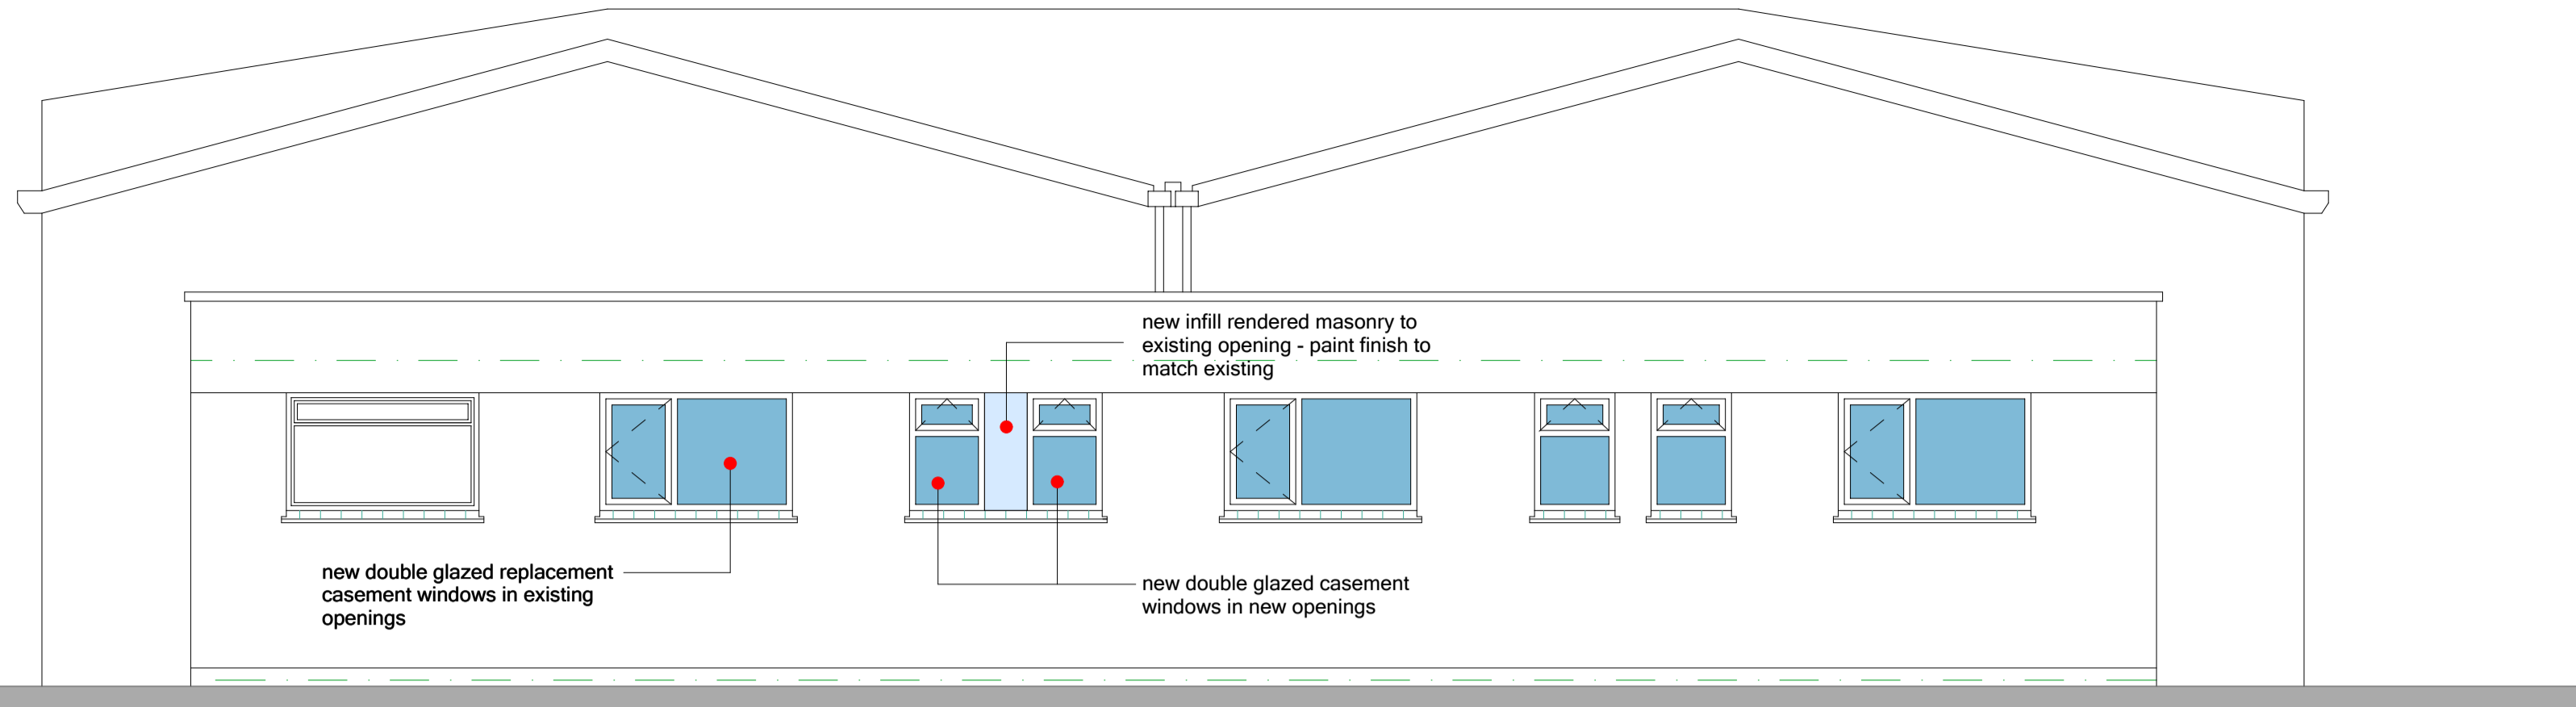 new infill rendered masonry to
existing opening - paint finish to
match existing
new double glazed replacement
casement windows in existing
openings
new double glazed casement
windows in new openings